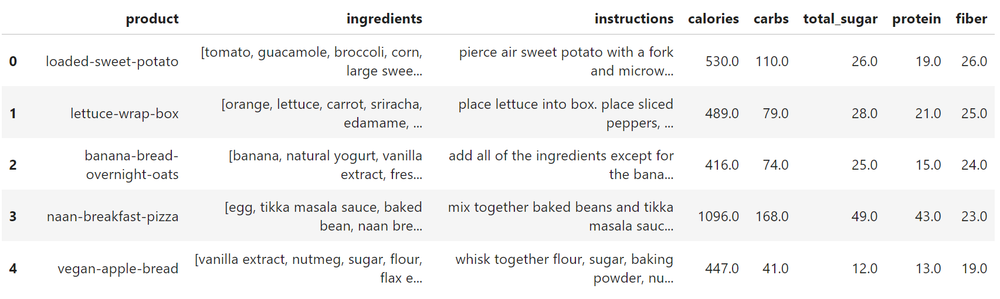 product ingredients instructions calories carbs total_sugar protein fiber
0 loaded-sweet-potato [tomato, guacamole, broccoli, corn, large swee... pierce air sweet potato with a fork and microw... 530.0 110.0 26.0 19.0 26.0
1 lettuce-wrap-box [orange, lettuce, carrot, sriracha, edamame, ... place lettuce into box. place sliced peppers, ... 489.0 79.0 28.0 21.0 25.0
2 banana-bread-overnight-oats [banana, natural yogurt, vanilla extract, fres... add all of the ingredients except for the bana... 416.0 74.0 25.0 15.0 24.0
3 naan-breakfast-pizza [egg, tikka masala sauce, baked bean, naan bre... mix together baked beans and tikka masala sauc... 1096.0 168.0 49.0 43.0 23.0
4 vegan-apple-bread [vanilla extract, nutmeg, sugar, flour, flax e... whisk together flour, sugar, baking powder, nu... 447.0 41.0 12.0 13.0 19.0